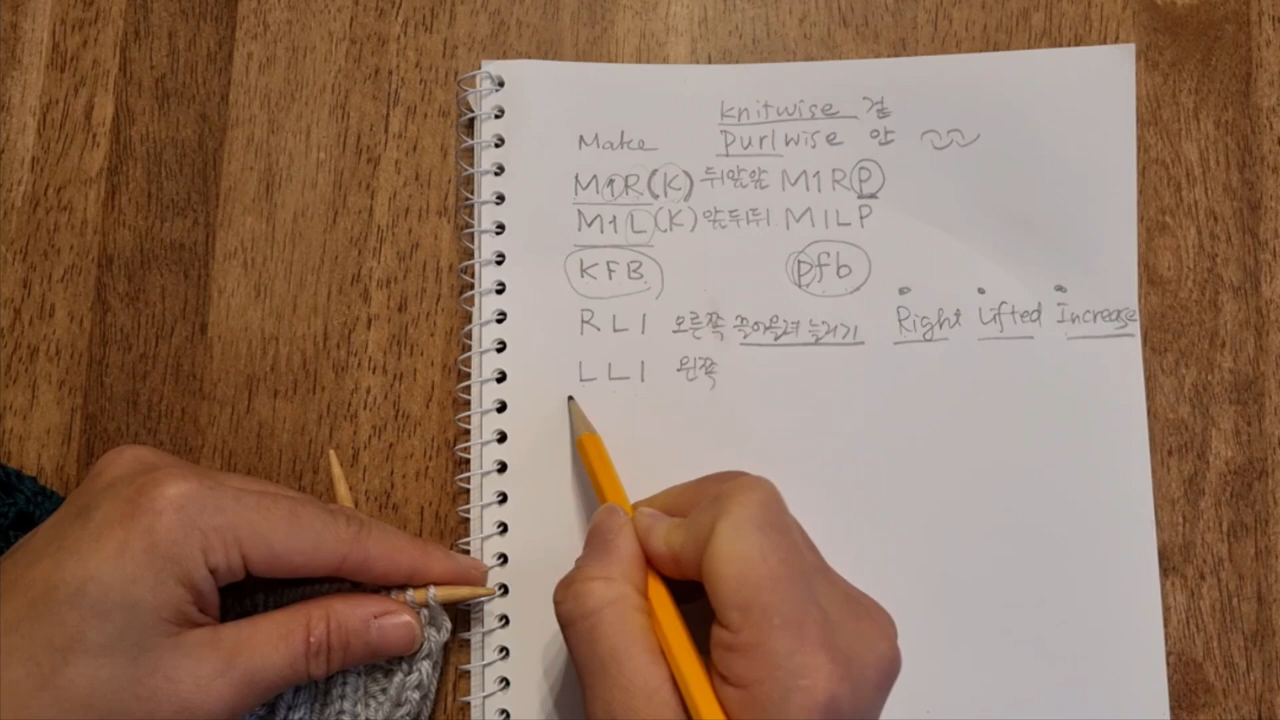 knitwise 겉
Make purlwise 안
M1R(K) 뒤앞앞 M1RP
M1L(K) 앞뒤뒤 M1LP
KFB pfb
RLI 오른쪽 끌어올려 늘리기 Right Lifted Increase
LLI 왼쪽